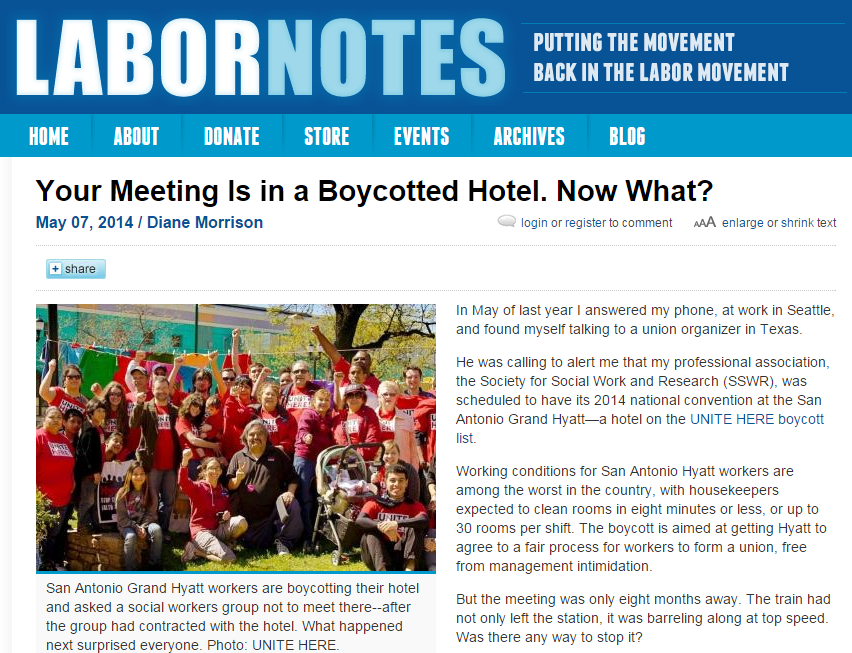 LABORNOTES
PUTTING THE MOVEMENT
BACK IN THE LABOR MOVEMENT
HOME ABOUT DONATE STORE EVENTS ARCHIVES BLOG
Your Meeting Is in a Boycotted Hotel. Now What?
May 07, 2014 / Diane Morrison
login or register to comment AAA enlarge or shrink text
+ share
UNITE
HERE
UNITE
San Antonio Grand Hyatt workers are boycotting their hotel
and asked a social workers group not to meet there--after
the group had contracted with the hotel. What happened
next surprised everyone. Photo: UNITE HERE.
In May of last year I answered my phone, at work in Seattle,
and found myself talking to a union organizer in Texas.
He was calling to alert me that my professional association,
the Society for Social Work and Research (SSWR), was
scheduled to have its 2014 national convention at the San
Antonio Grand Hyatt—a hotel on the UNITE HERE boycott
list.
Working conditions for San Antonio Hyatt workers are
among the worst in the country, with housekeepers
expected to clean rooms in eight minutes or less, or up to
30 rooms per shift. The boycott is aimed at getting Hyatt to
agree to a fair process for workers to form a union, free
from management intimidation.
But the meeting was only eight months away. The train had
not only left the station, it was barreling along at top speed.
Was there any way to stop it?